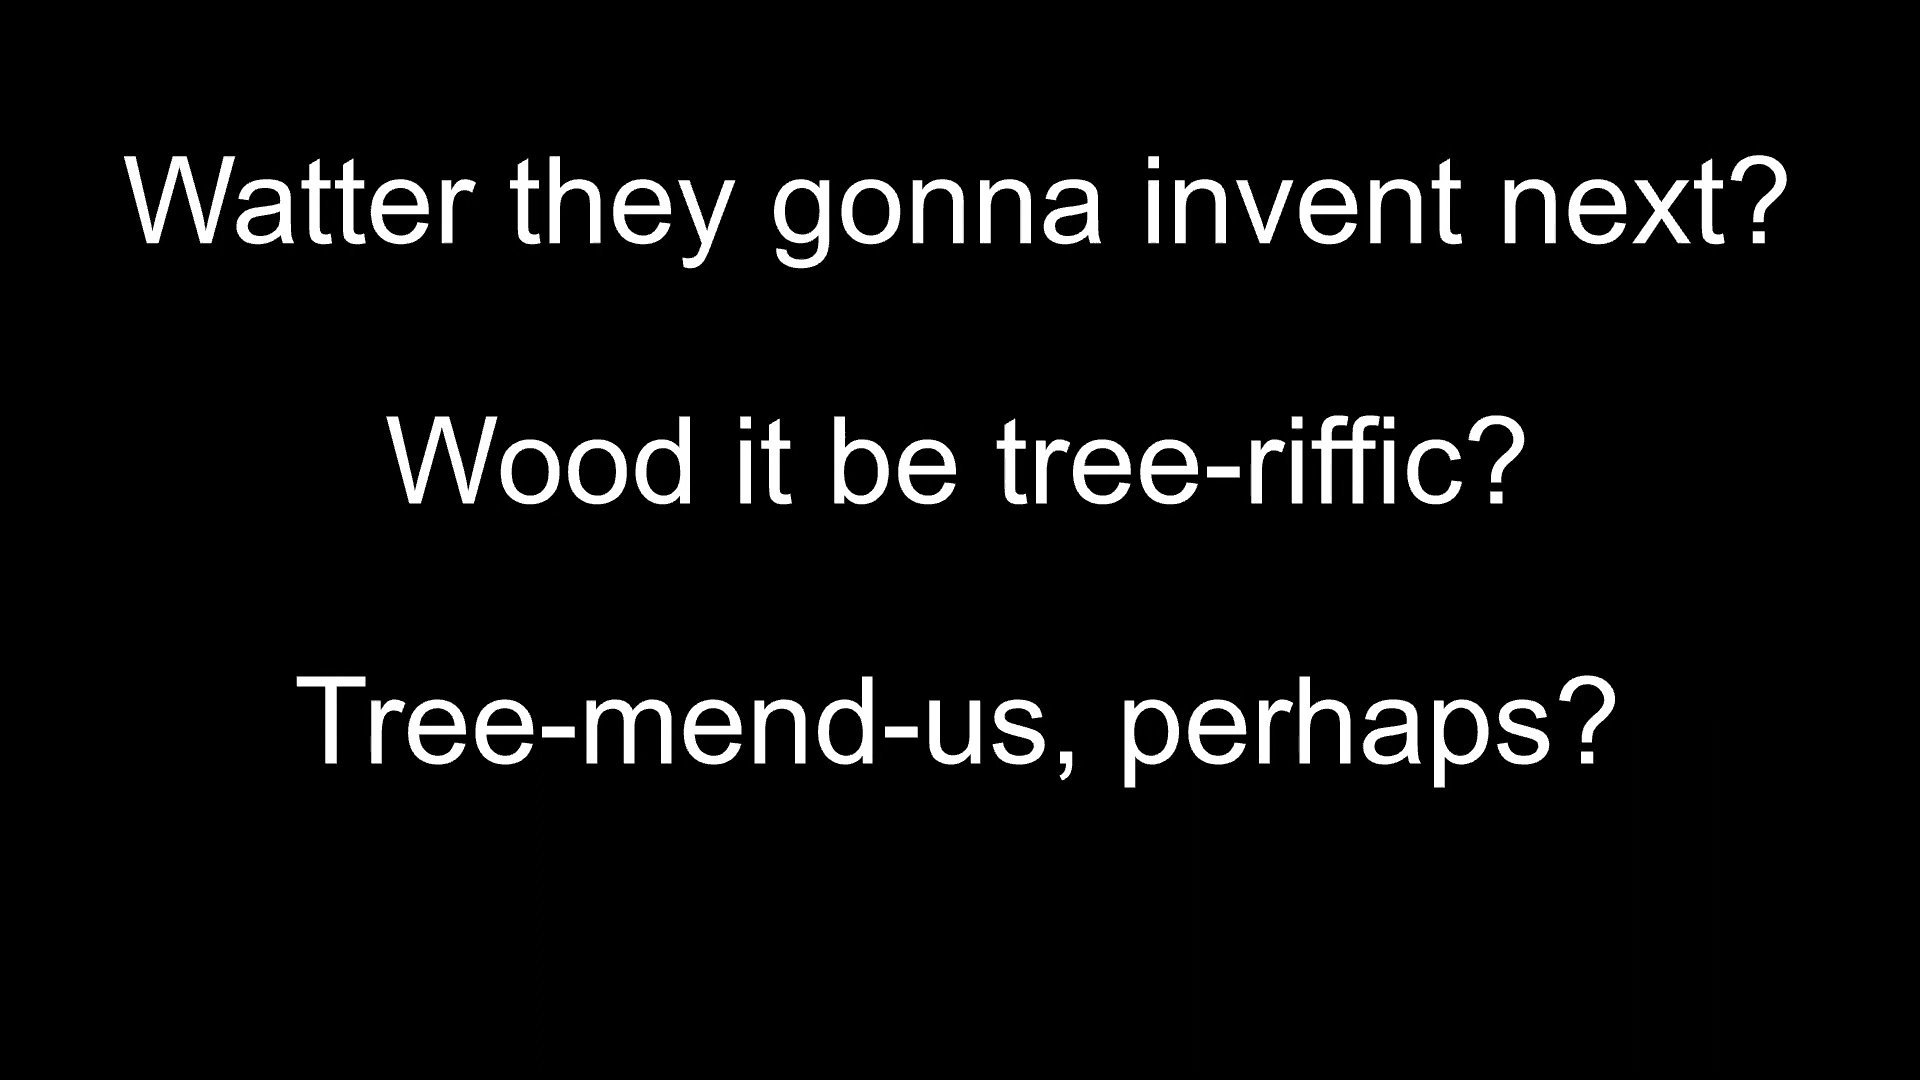 Watter they gonna invent next?
Wood it be tree-riffic?
Tree-mend-us, perhaps?